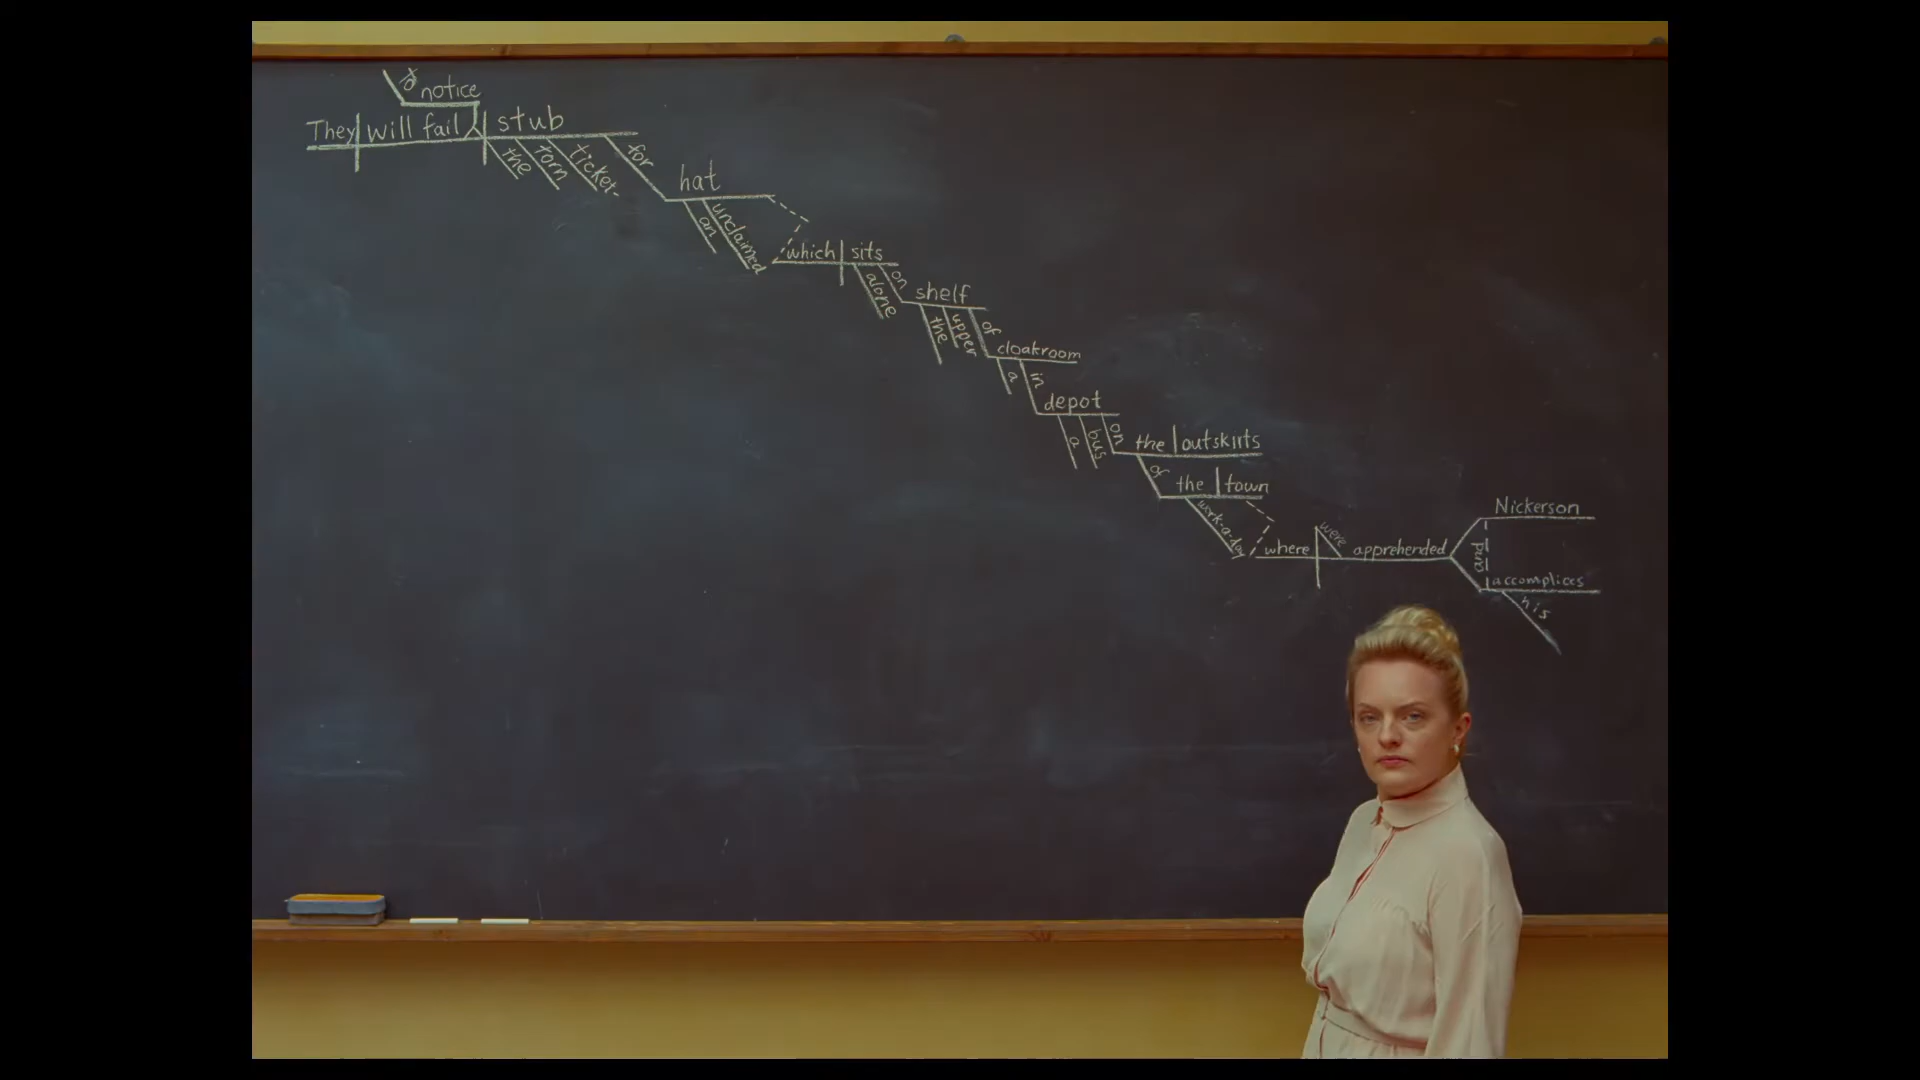 to
notice
They will fail stub
the torn ticket- for
hat
an unclaimed
which sits
alone on
shelf
the upper of
cloakroom
a in
depot
a bus on
the outskirts
of the town
work-a-day
where were apprehended
Nickerson
and
accomplices
his